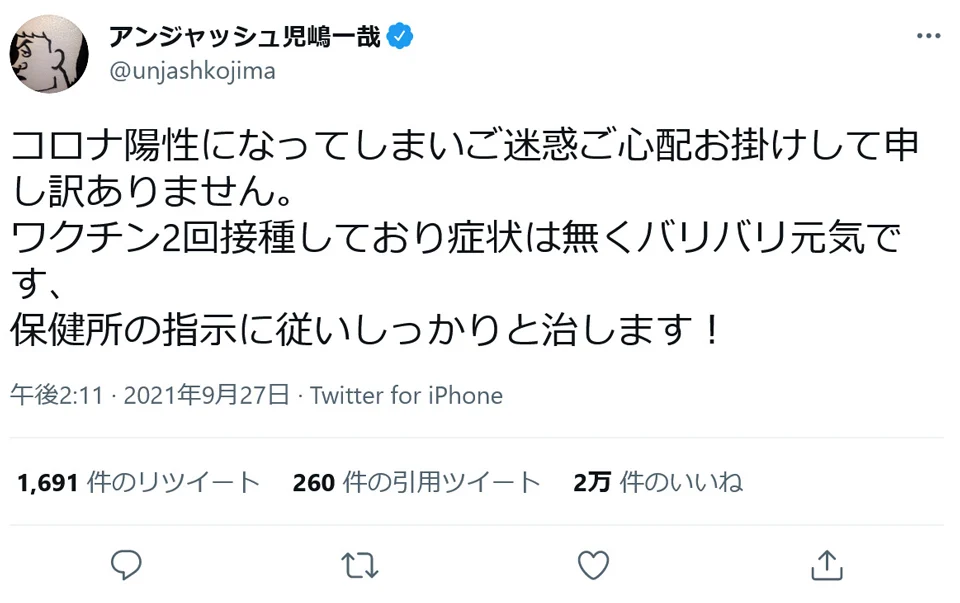 アンジャッシュ児嶋一哉
@unjashkojima
コロナ陽性になってしまいご迷惑ご心配お掛けして申
し訳ありません。
ワクチン2回接種しており症状は無くバリバリ元気で
す、
保健所の指示に従いしっかりと治します！
午後2:11 · 2021年9月27日 · Twitter for iPhone
1,691 件のリツイート 260 件の引用ツイート 2万 件のいいね